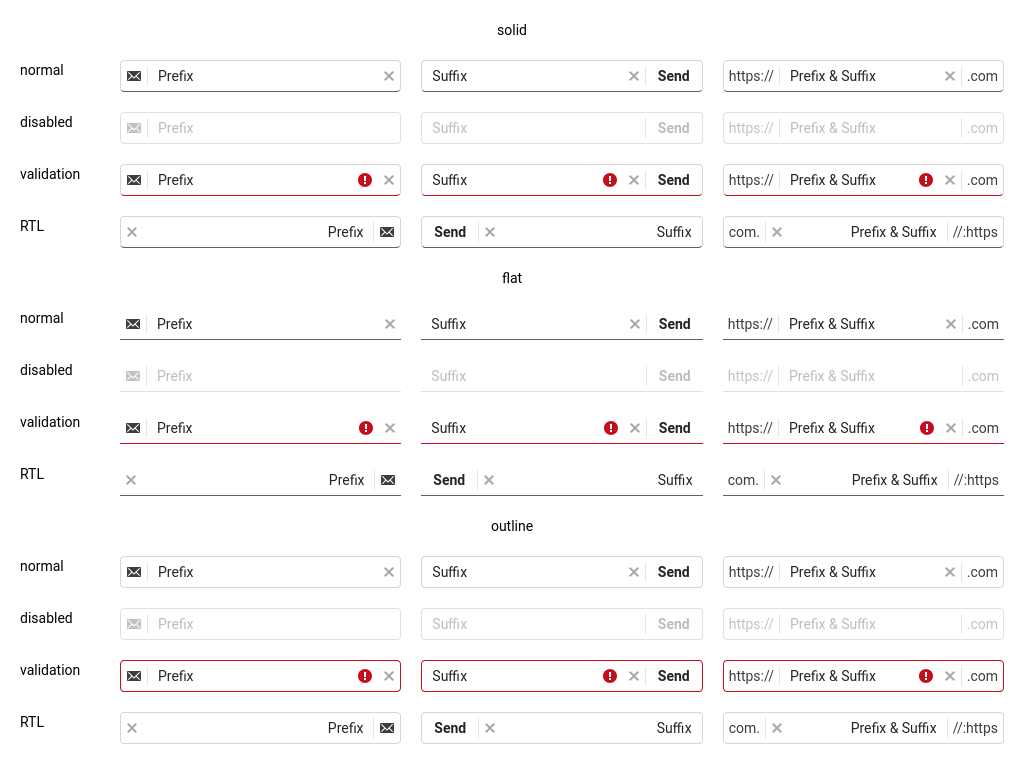 solid
normal Prefix Suffix Send https:// Prefix & Suffix .com
disabled Prefix Suffix Send https:// Prefix & Suffix .com
validation Prefix Suffix Send https:// Prefix & Suffix .com
RTL Prefix Send Suffix com. Prefix & Suffix //:https
flat
normal Prefix Suffix Send https:// Prefix & Suffix .com
disabled Prefix Suffix Send https:// Prefix & Suffix .com
validation Prefix Suffix Send https:// Prefix & Suffix .com
RTL Prefix Send Suffix com. Prefix & Suffix //:https
outline
normal Prefix Suffix Send https:// Prefix & Suffix .com
disabled Prefix Suffix Send https:// Prefix & Suffix .com
validation Prefix Suffix Send https:// Prefix & Suffix .com
RTL Prefix Send Suffix com. Prefix & Suffix //:https